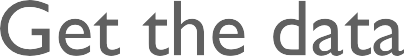 Get the data